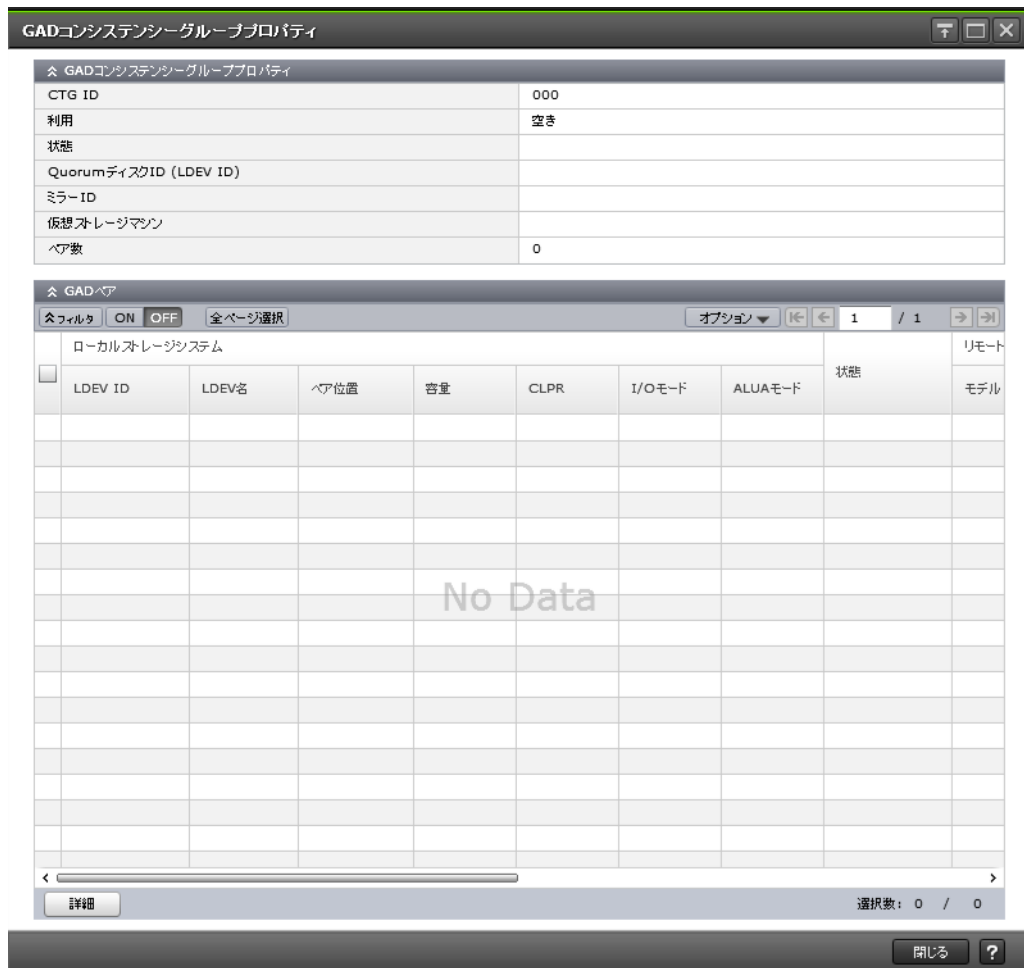 GADコンシステンシーグループプロパティ
GADコンシステンシーグループプロパティ
CTG ID 000
利用 空き
状態
QuorumディスクID (LDEV ID)
ミラーID
仮想ストレージマシン
ペア数 0
GADペア
フィルタ ON OFF 全ページ選択 オプション 1 / 1
ローカルストレージシステム 状態 リモート
LDEV ID LDEV名 ペア位置 容量 CLPR I/Oモード ALUAモード モデル
No Data
詳細 選択数: 0 / 0
閉じる ?